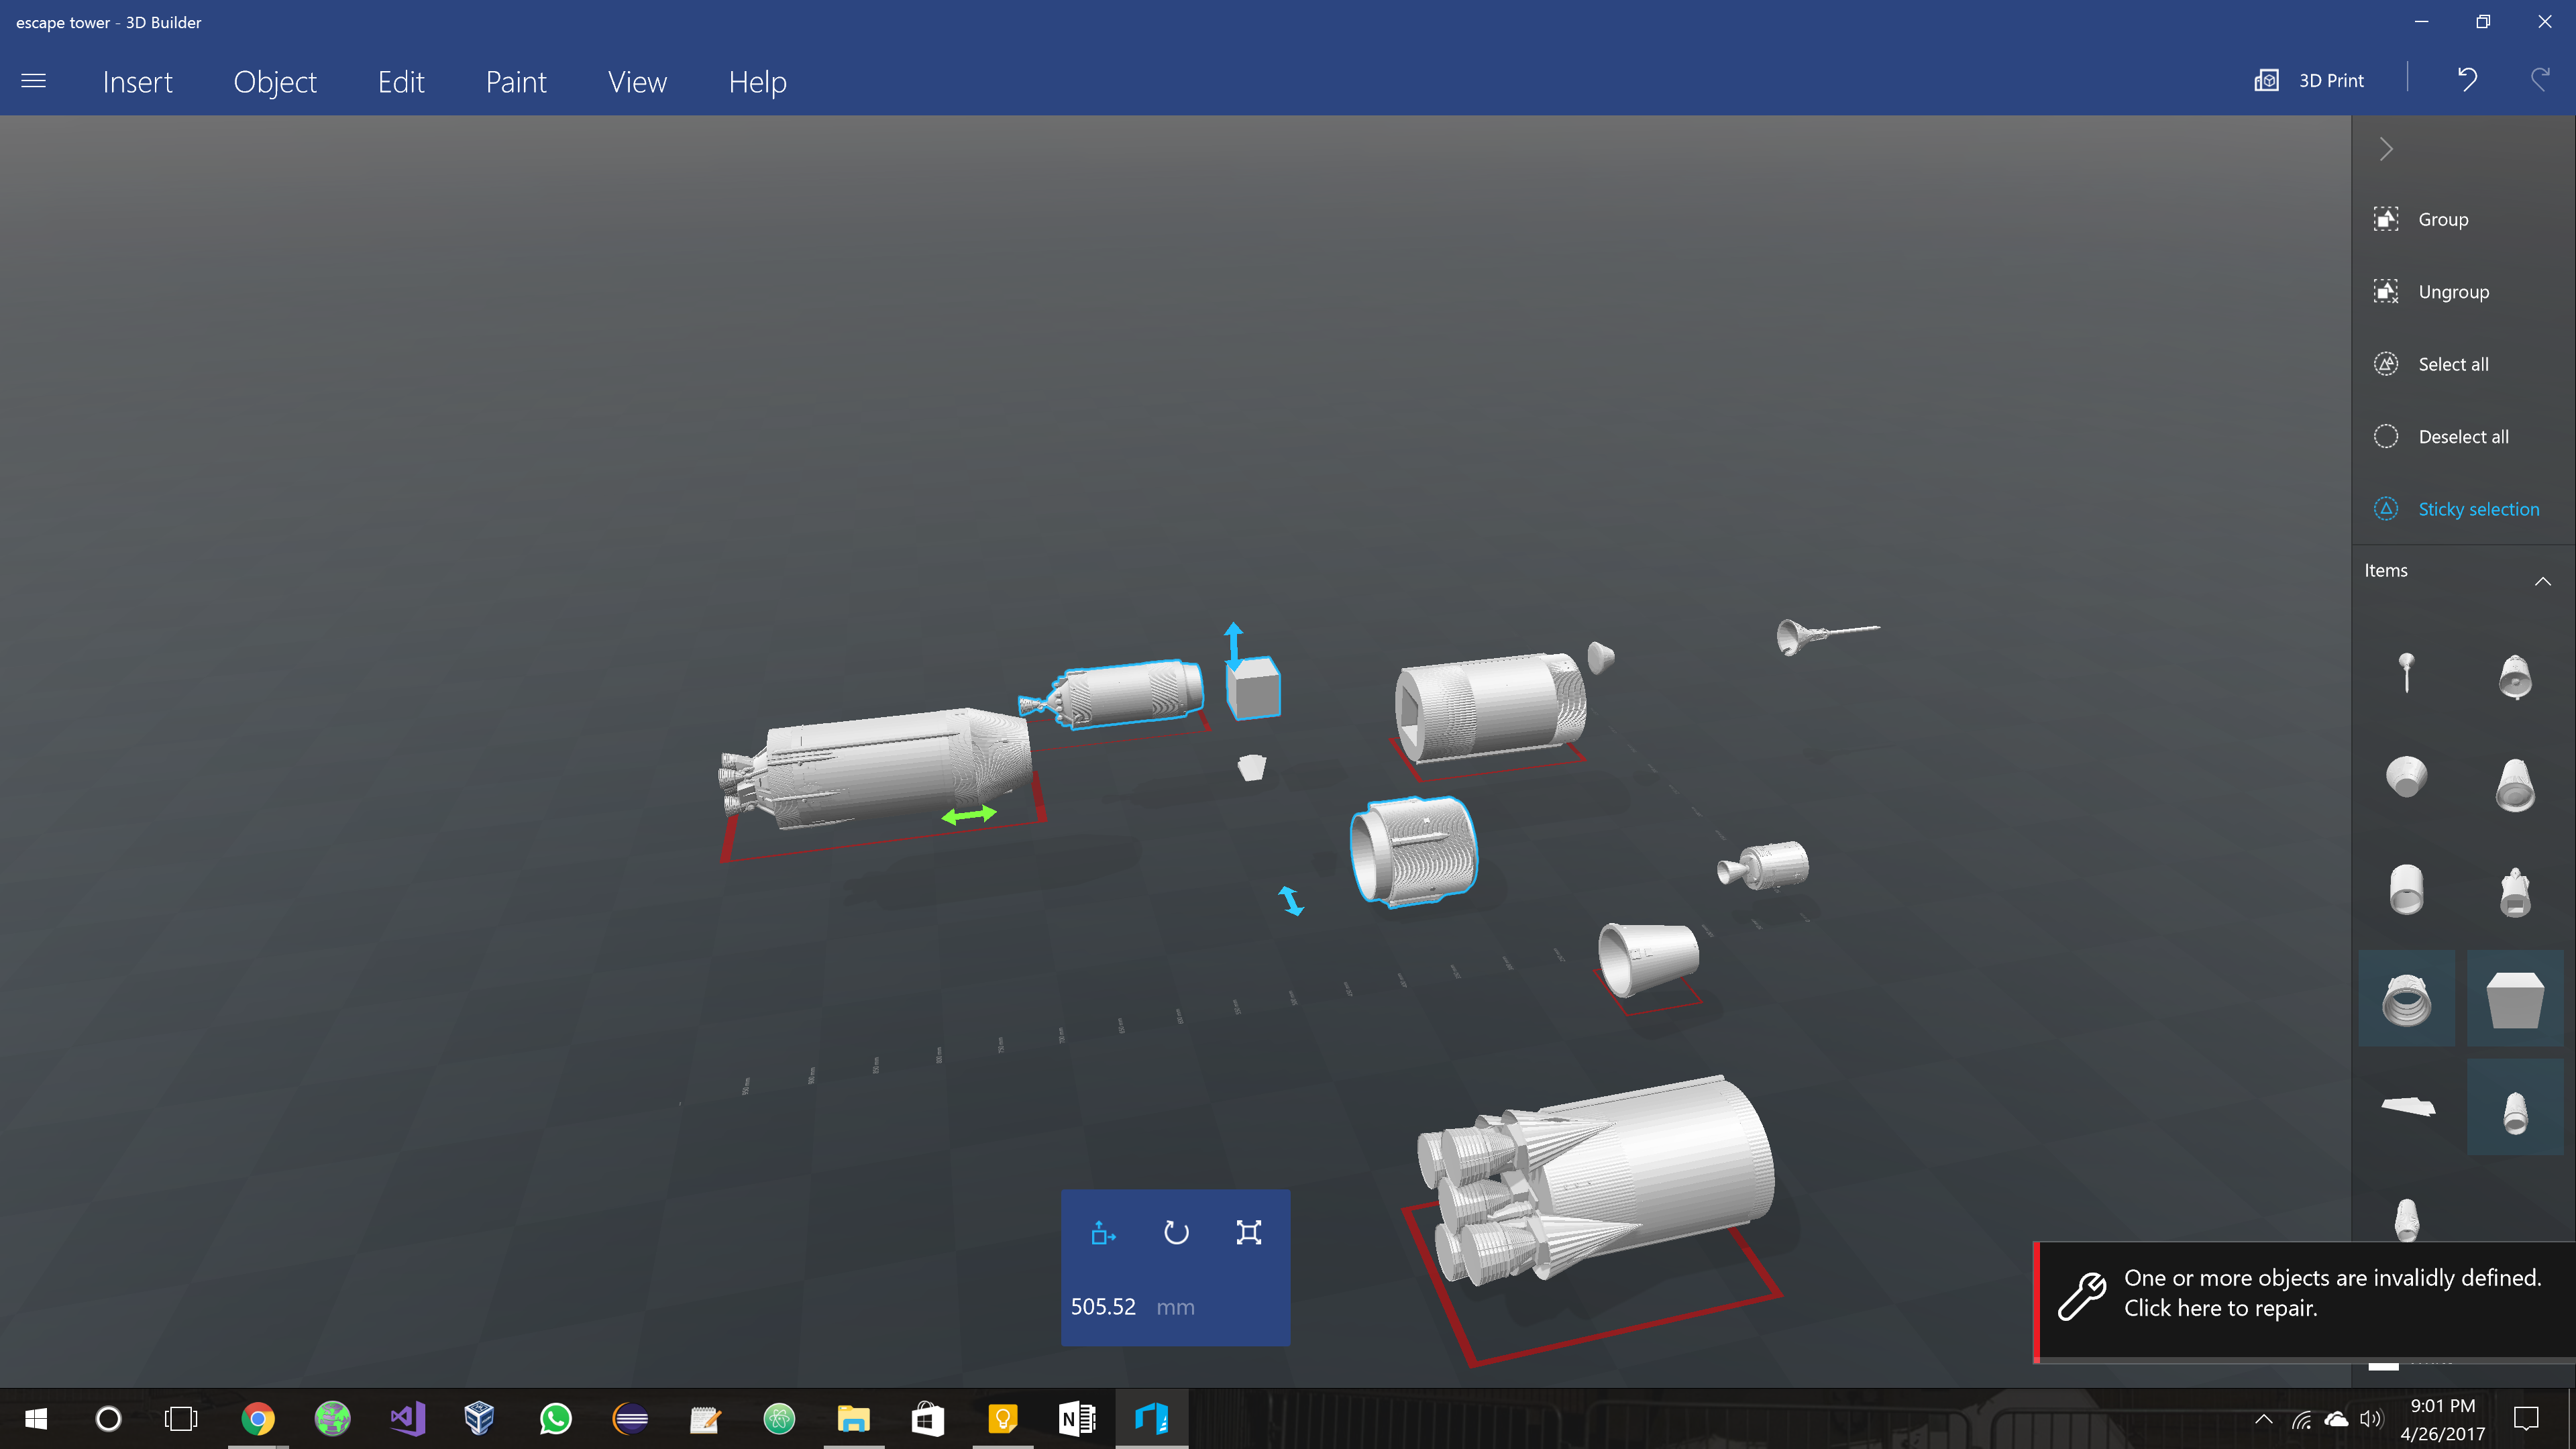 escape tower - 3D Builder
Insert Object Edit Paint View Help
3D Print
Group
Ungroup
Select all
Deselect all
Sticky selection
Items
505.52 mm
One or more objects are invalidly defined.
Click here to repair.
9:01 PM
4/26/2017